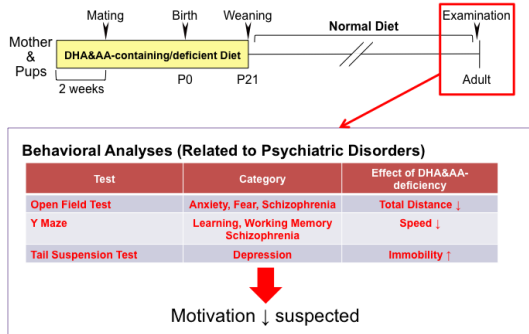 Mating
Birth
Weaning
Normal Diet
Examination
Mother
&
Pups
DHA&AA-containing/deficient Diet
2 weeks
P0
P21
Adult
Behavioral Analyses (Related to Psychiatric Disorders)
Test
Category
Effect of DHA&AA-
deficiency
Open Field Test
Anxiety, Fear, Schizophrenia
Total Distance ↓
Y Maze
Learning, Working Memory
Schizophrenia
Speed ↓
Tail Suspension Test
Depression
Immobility ↑
Motivation ↓ suspected